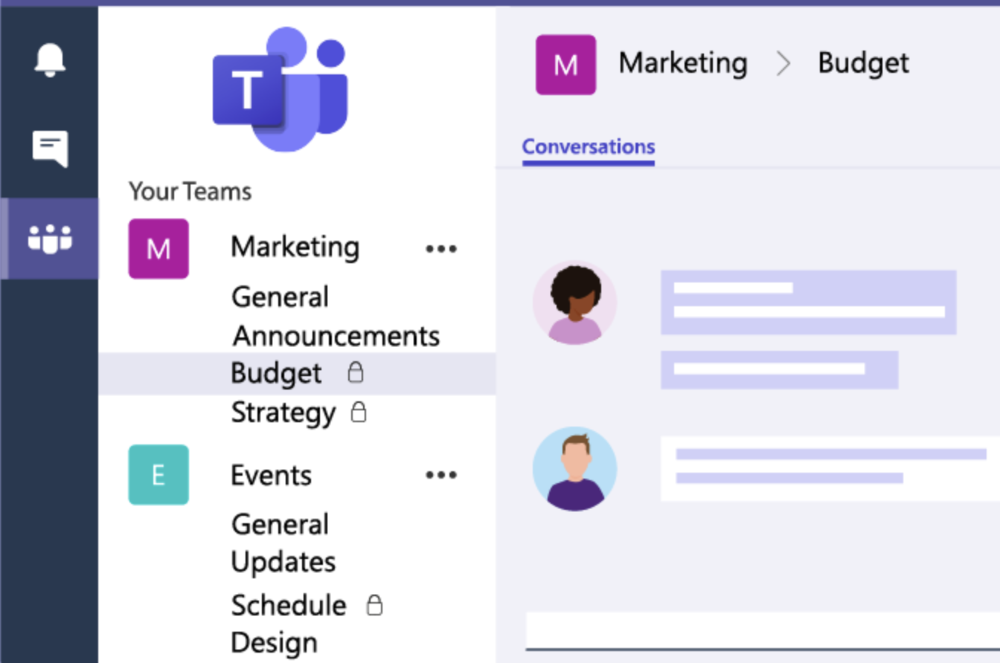 T
Your Teams
M Marketing
General
Announcements
Budget
Strategy
E Events
General
Updates
Schedule
Design
M Marketing > Budget
Conversations